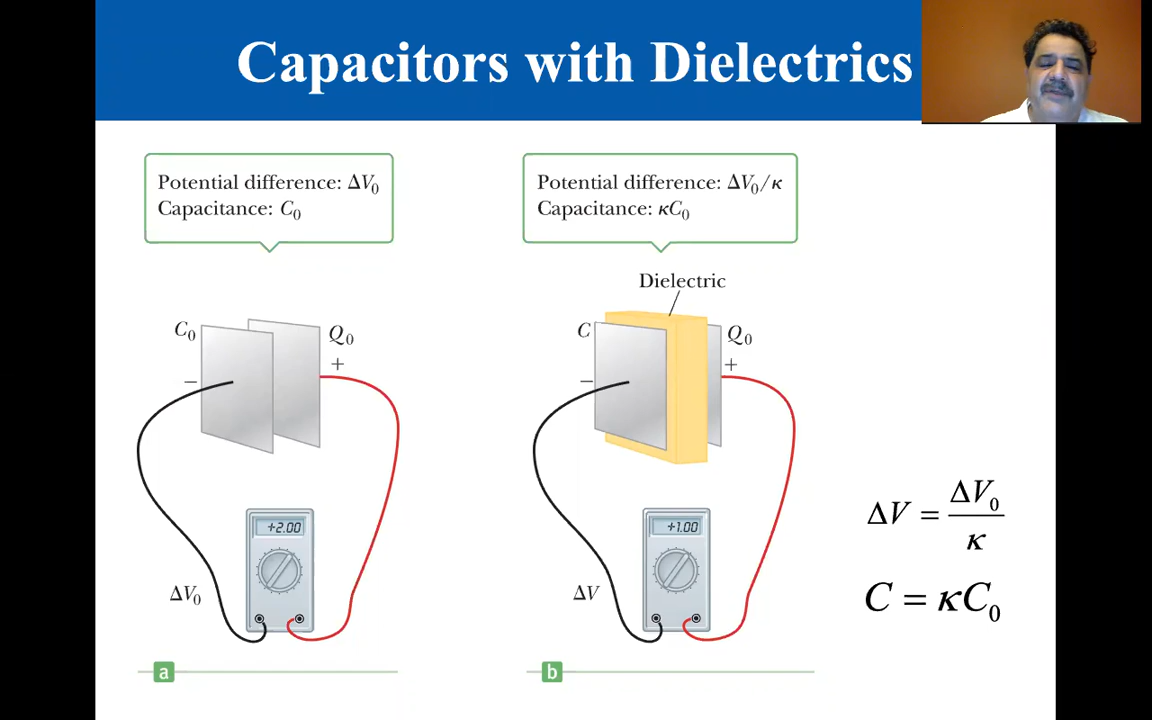 Capacitors with Dielectrics
Potential difference: ΔV₀
Capacitance: C₀
Potential difference: ΔV₀/κ
Capacitance: κC₀
Dielectric
C₀
Q₀
+
−
C
Q₀
+
−
+2.00
+1.00
ΔV₀
ΔV
ΔV = ΔV₀/κ
C = κC₀
a
b